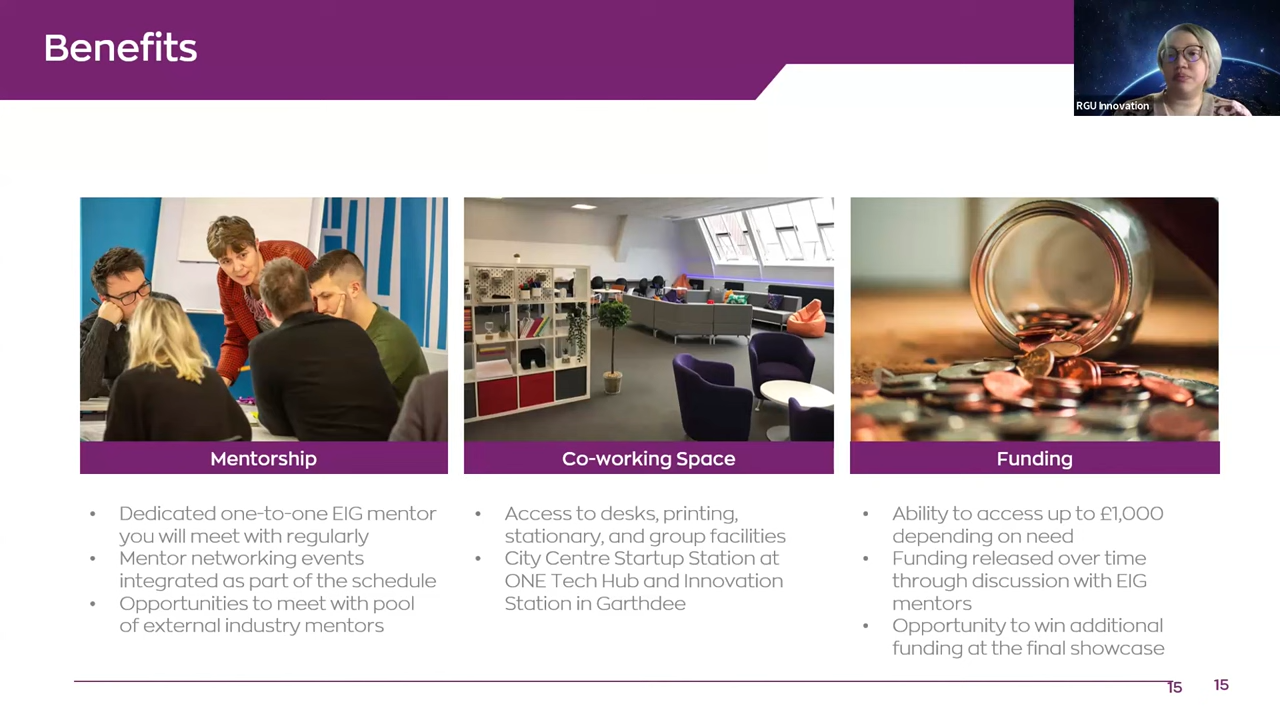 Benefits
RGU Innovation
Mentorship
Co-working Space
Funding
• Dedicated one-to-one EIG mentor
you will meet with regularly
• Mentor networking events
integrated as part of the schedule
• Opportunities to meet with pool
of external industry mentors
• Access to desks, printing,
stationary, and group facilities
• City Centre Startup Station at
ONE Tech Hub and Innovation
Station in Garthdee
• Ability to access up to £1,000
depending on need
• Funding released over time
through discussion with EIG
mentors
• Opportunity to win additional
funding at the final showcase
15
15